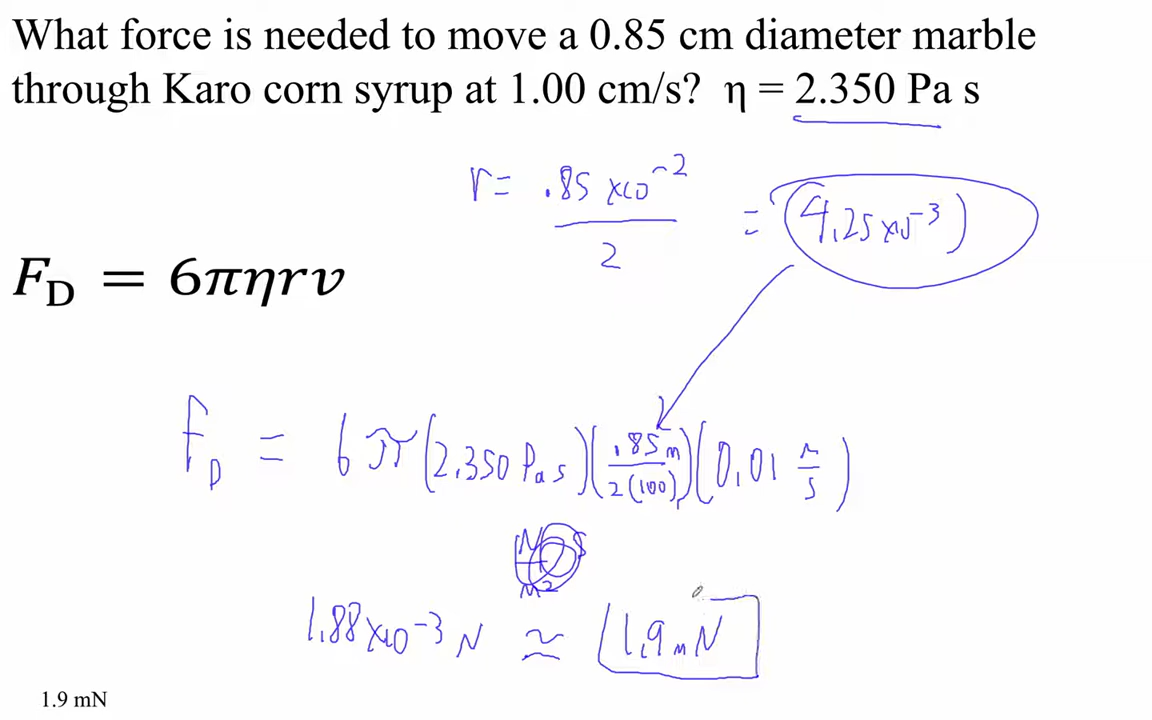 What force is needed to move a 0.85 cm diameter marble
through Karo corn syrup at 1.00 cm/s?  η = 2.350 Pa s
r = .85 x10^-2 / 2 = (4.25 x10^-3)
F_D = 6πηrv
F_D = 6π(2.350 Pa s)(.85 m / 2(100))(0.01 m/s)
1.88 x10^-3 N ≃ 1.9 mN
1.9 mN